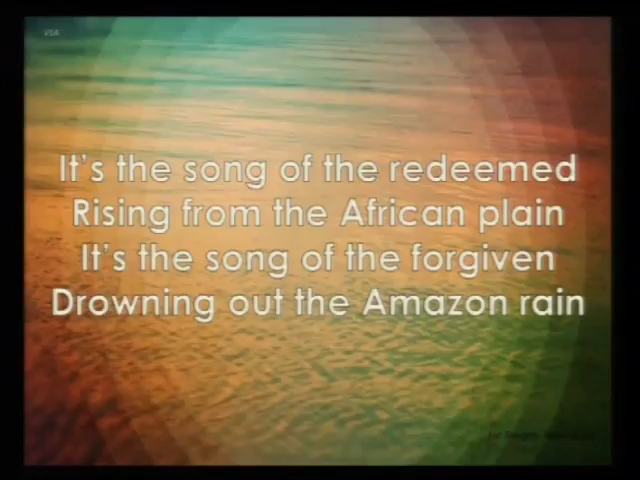 VSA
It's the song of the redeemed
Rising from the African plain
It's the song of the forgiven
Drowning out the Amazon rain